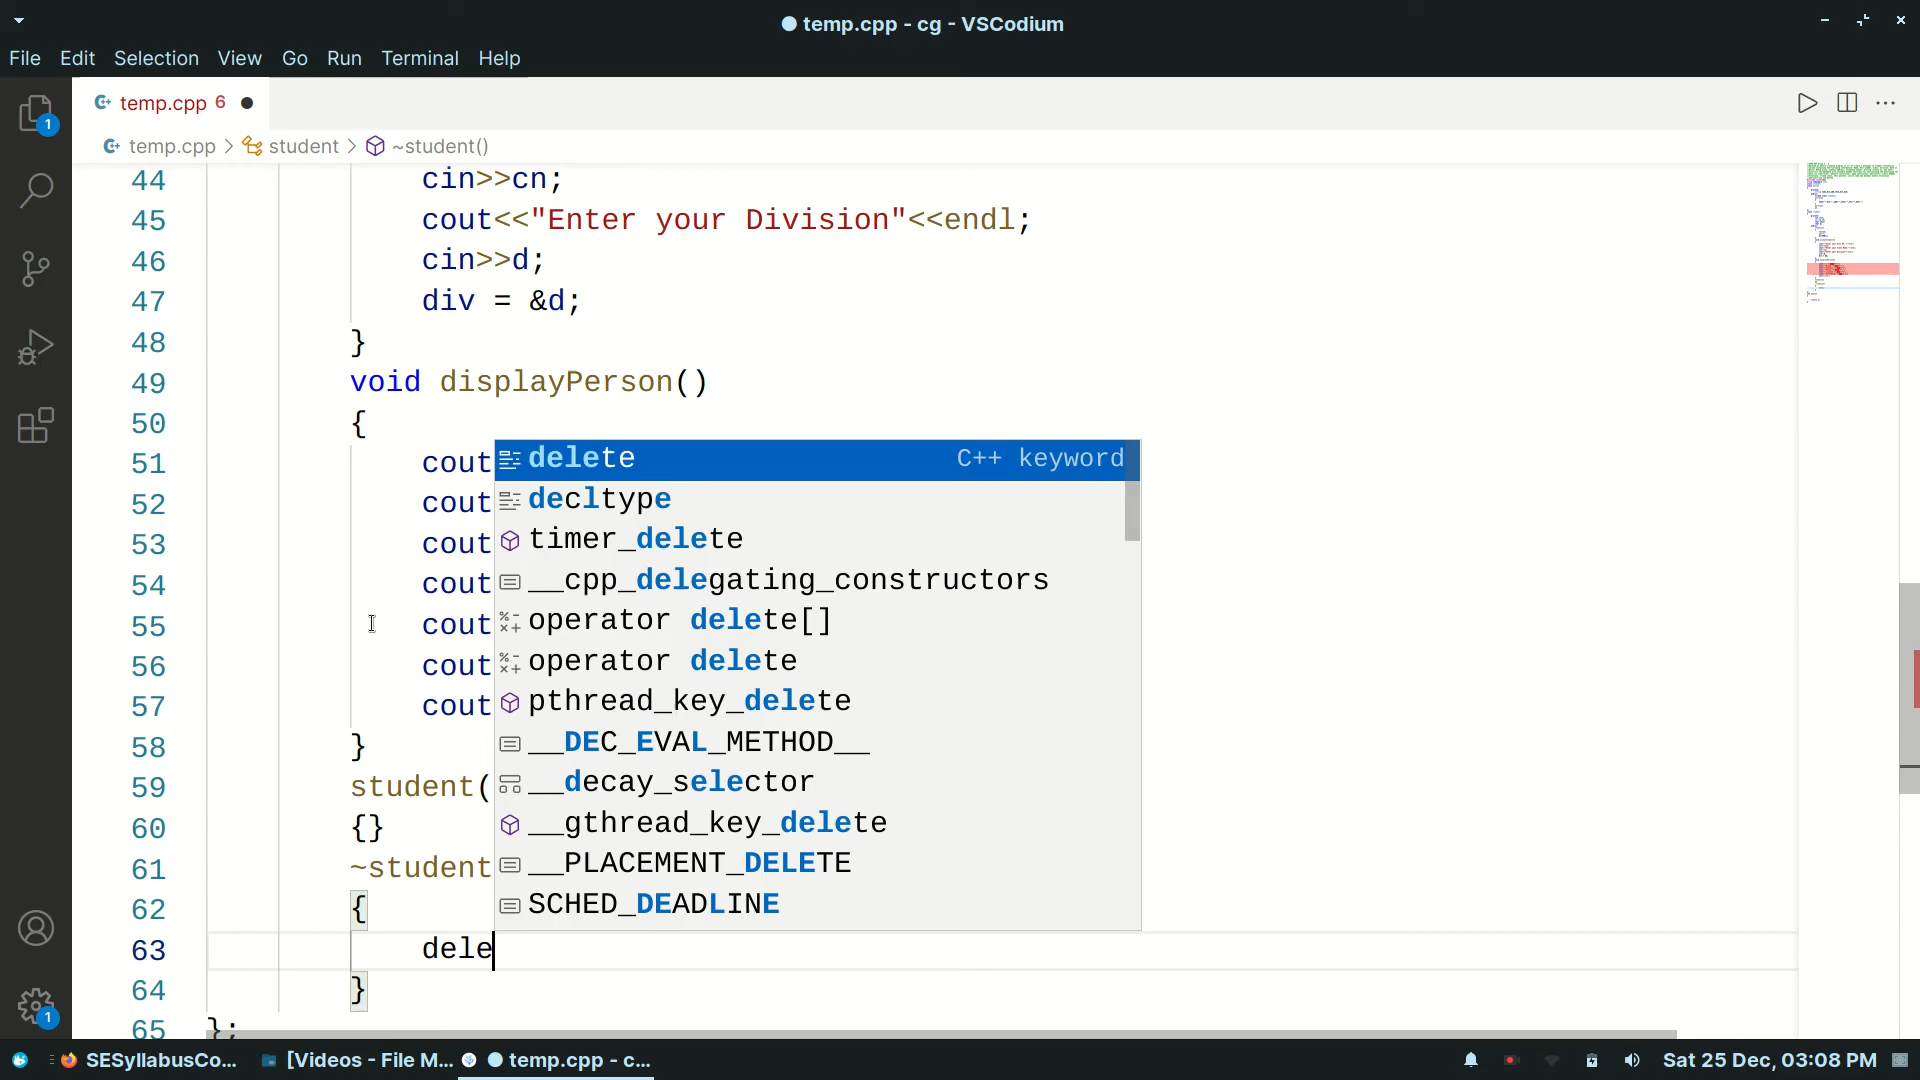 temp.cpp - cg - VSCodium
File Edit Selection View Go Run Terminal Help
temp.cpp 6
temp.cpp > student > ~student()
44 cin>>cn;
45 cout<<"Enter your Division"<<endl;
46 cin>>d;
47 div = &d;
48 }
49 void displayPerson()
50 {
51 cout
52 cout
53 cout
54 cout
55 cout
56 cout
57 cout
58 }
59 student(
60 {}
61 ~student
62 {
63 dele
64 }
65 };
delete C++ keyword
decltype
timer_delete
__cpp_delegating_constructors
operator delete[]
operator delete
pthread_key_delete
__DEC_EVAL_METHOD__
__decay_selector
__gthread_key_delete
__PLACEMENT_DELETE
SCHED_DEADLINE
1
1
SESyllabusCo... [Videos - File M... temp.cpp - c... Sat 25 Dec, 03:08 PM